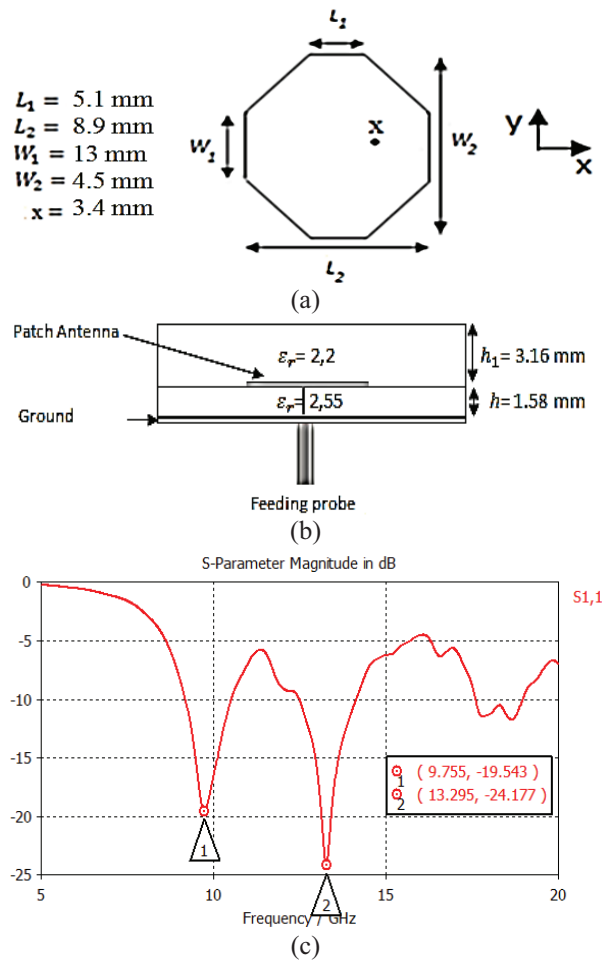 L₁
L₁ = 5.1 mm
L₂ = 8.9 mm
W₁ = 13 mm
W₂ = 4.5 mm
x = 3.4 mm
W₁
x
W₂
y
x
L₂
(a)
Patch Antenna
εᵣ= 2,2
h₁ = 3.16 mm
εᵣ= 2,55
h= 1.58 mm
Ground
Feeding probe
(b)
S-Parameter Magnitude in dB
0
S1,1
-5
-10
-15
1 ( 9.755, -19.543 )
2 ( 13.295, -24.177 )
-20
1
2
-25
5
10
15
20
Frequency / GHz
(c)